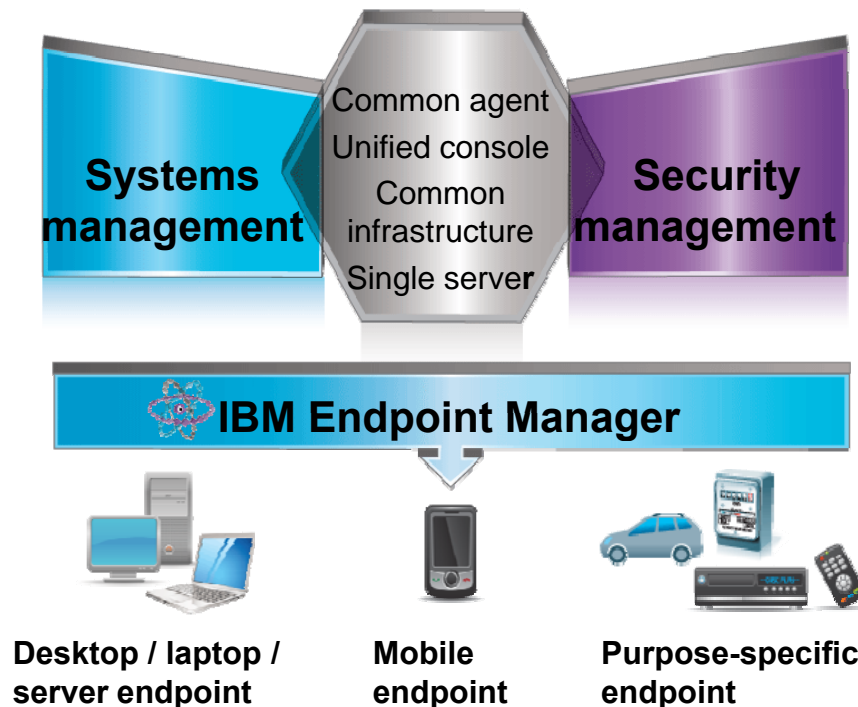 Common agent
Unified console
Common
infrastructure
Single server
Systems
management
Security
management
IBM Endpoint Manager
Desktop / laptop /
server endpoint
Mobile
endpoint
Purpose-specific
endpoint